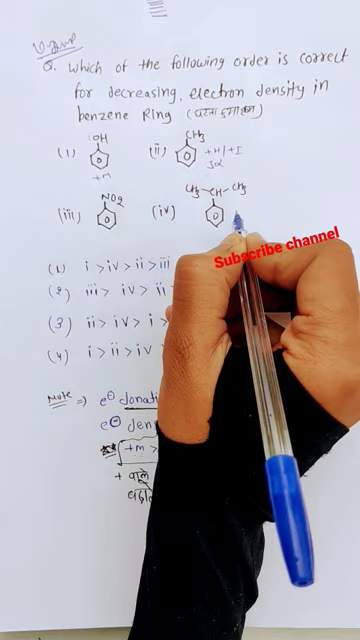 V.Imp
Q. Which of the following order is correct
for decreasing electron density in
benzene Ring (घटता हुआ क्रम)
(i) OH +M (ii) CH3 +H/+I 3α
(iii) NO2 (iv) CH3-CH-CH3
Subscribe channel
(1) i > iv > ii > iii
(2) iii > iv > ii
(3) ii > iv > i >
(4) i > ii > iv >
Note => e⊖ donati
e⊖ den
+m >
+ वाले